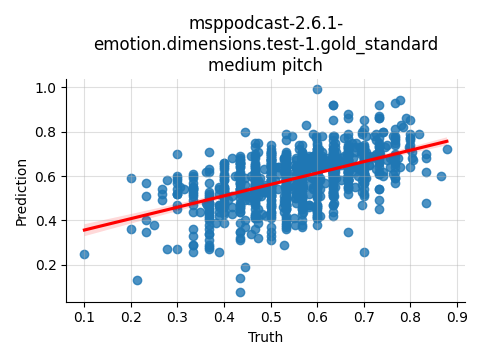 msppodcast-2.6.1-
emotion.dimensions.test-1.gold_standard
medium pitch
1.0
0.8
0.6
0.4
0.2
Prediction
0.1 0.2 0.3 0.4 0.5 0.6 0.7 0.8 0.9
Truth